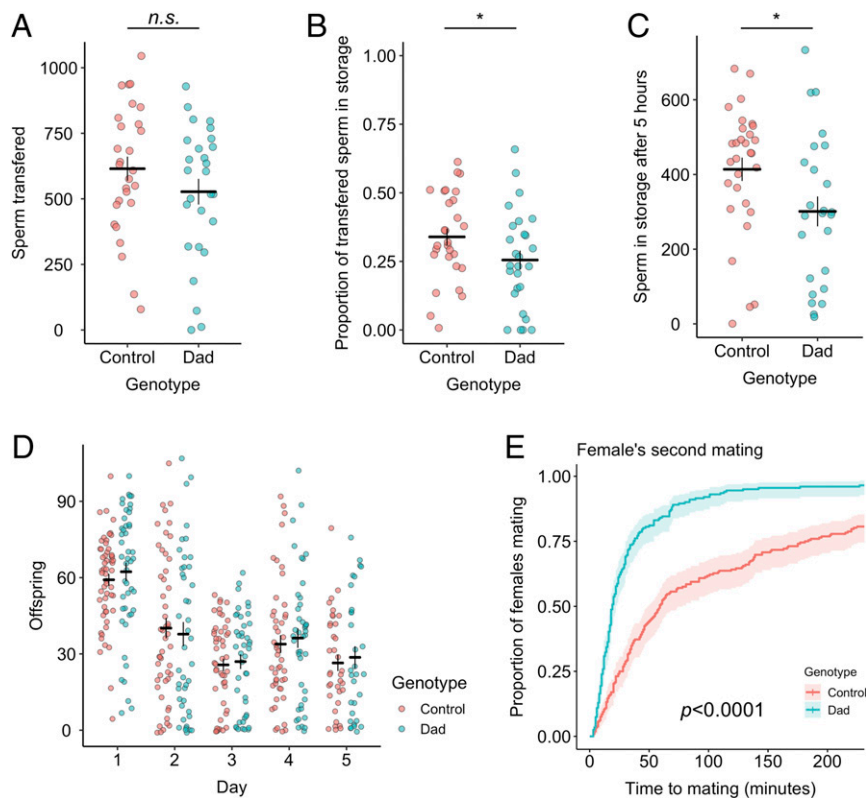 A
n.s.
Sperm transfered
1000
750
500
250
0
Control
Dad
Genotype
B
*
Proportion of transfered sperm in storage
1.00
0.75
0.50
0.25
0.00
Control
Dad
Genotype
C
*
Sperm in storage after 5 hours
600
400
200
0
Control
Dad
Genotype
D
Offspring
90
60
30
0
1
2
3
4
5
Day
Genotype
Control
Dad
E
Female's second mating
Proportion of females mating
1.00
0.75
0.50
0.25
0.00
p<0.0001
Genotype
Control
Dad
0
50
100
150
200
Time to mating (minutes)